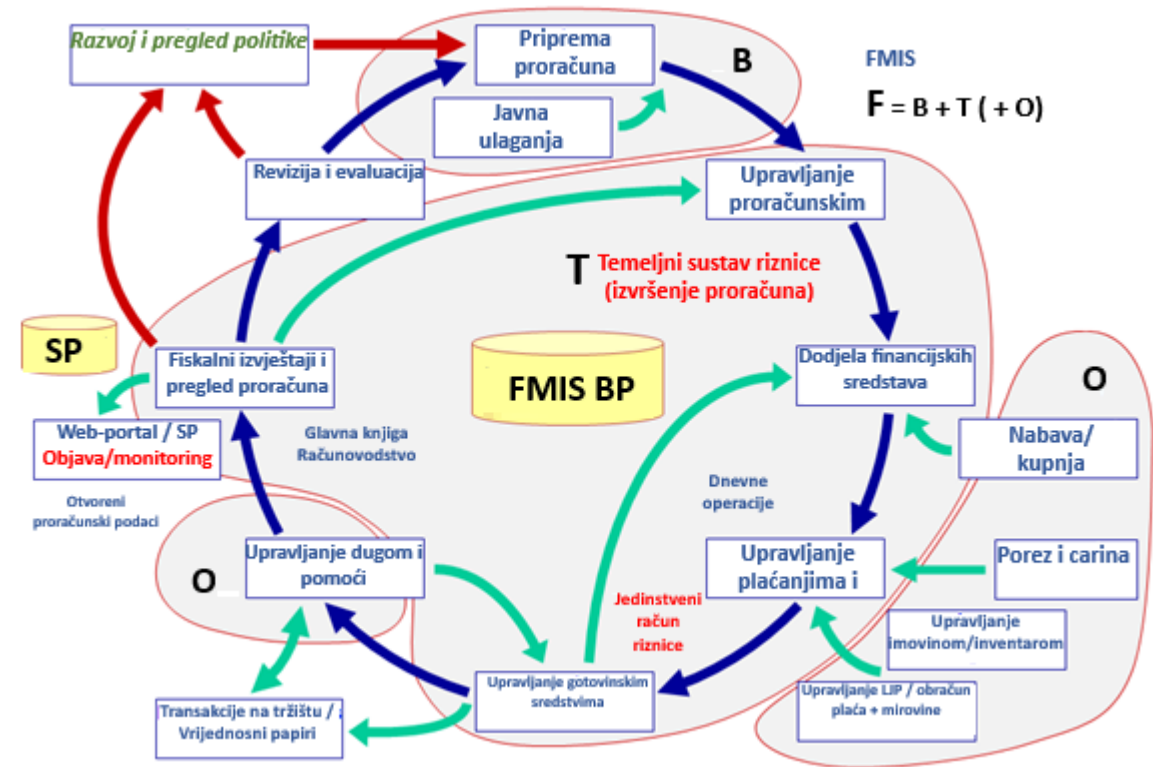 Razvoj i pregled politike
Priprema
proračuna
B
Javna
ulaganja
FMIS
F = B + T ( + O)
Revizija i evaluacija
Upravljanje
proračunskim
T Temeljni sustav riznice
(izvršenje proračuna)
SP
Fiskalni izvještaji i
pregled proračuna
FMIS BP
Dodjela financijskih
sredstava
O
Web-portal / SP
Objava/monitoring
Glavna knjiga
Računovodstvo
Nabava/
kupnja
Otvoreni
proračunski podaci
Dnevne
operacije
O
Upravljanje dugom i
pomoći
Upravljanje
plaćanjima i
Porez i carina
Jedinstveni
račun
riznice
Upravljanje
imovinom/inventarom
Upravljanje gotovinskim
sredstvima
Upravljanje LJP / obračun
plaća + mirovine
Transakcije na tržištu /
Vrijednosni papiri